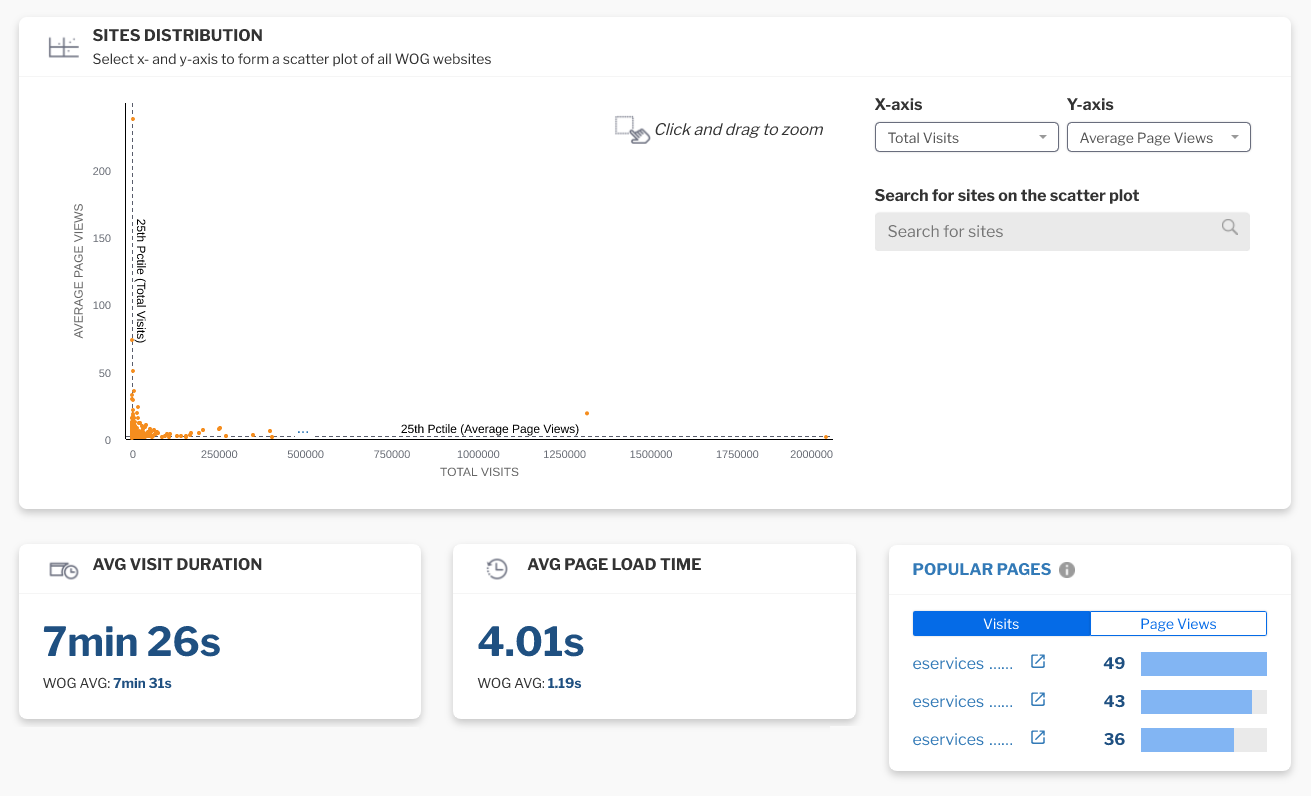 SITES DISTRIBUTION
Select x- and y-axis to form a scatter plot of all WOG websites
Click and drag to zoom
AVERAGE PAGE VIEWS
200
150
100
50
0
25th Pctile (Total Visits)
25th Pctile (Average Page Views)
...
0 250000 500000 750000 1000000 1250000 1500000 1750000 2000000
TOTAL VISITS
X-axis Y-axis
Total Visits Average Page Views
Search for sites on the scatter plot
Search for sites
AVG VISIT DURATION
7min 26s
WOG AVG: 7min 31s
AVG PAGE LOAD TIME
4.01s
WOG AVG: 1.19s
POPULAR PAGES i
Visits Page Views
eservices ...... 49
eservices ...... 43
eservices ...... 36